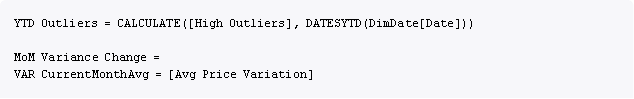 YTD Outliers = CALCULATE([High Outliers], DATESYTD(DimDate[Date]))
MoM Variance Change =
VAR CurrentMonthAvg = [Avg Price Variation]